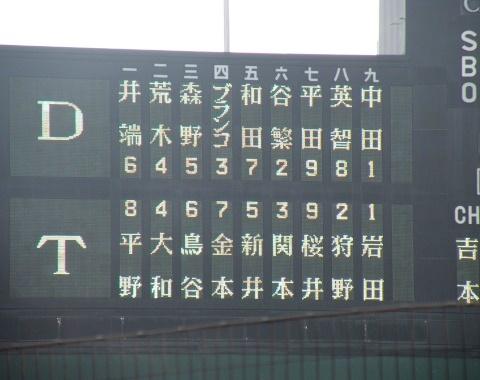 一 二 三 四 五 六 七 八 九
D 井端 荒木 森野 ブランコ 和田 谷繁 平田 英智 中田
6 4 5 3 7 2 9 8 1
8 4 6 7 5 3 9 2 1
T 平野 大和 鳥谷 金本 新井 関本 桜井 狩野 岩田
C
S
B
O
CH
吉
本